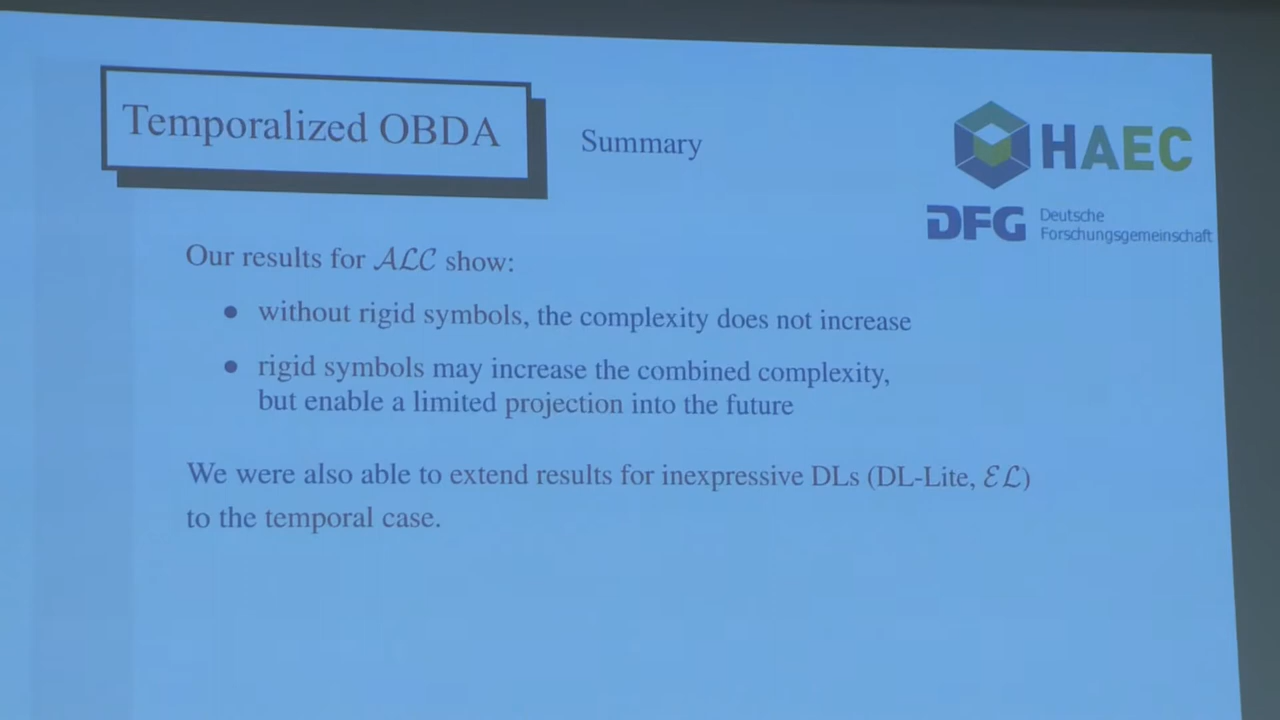 Temporalized OBDA
Summary
HAEC
DFG Deutsche
Forschungsgemeinschaft
Our results for ALC show:
• without rigid symbols, the complexity does not increase
• rigid symbols may increase the combined complexity,
but enable a limited projection into the future
We were also able to extend results for inexpressive DLs (DL-Lite, EL)
to the temporal case.